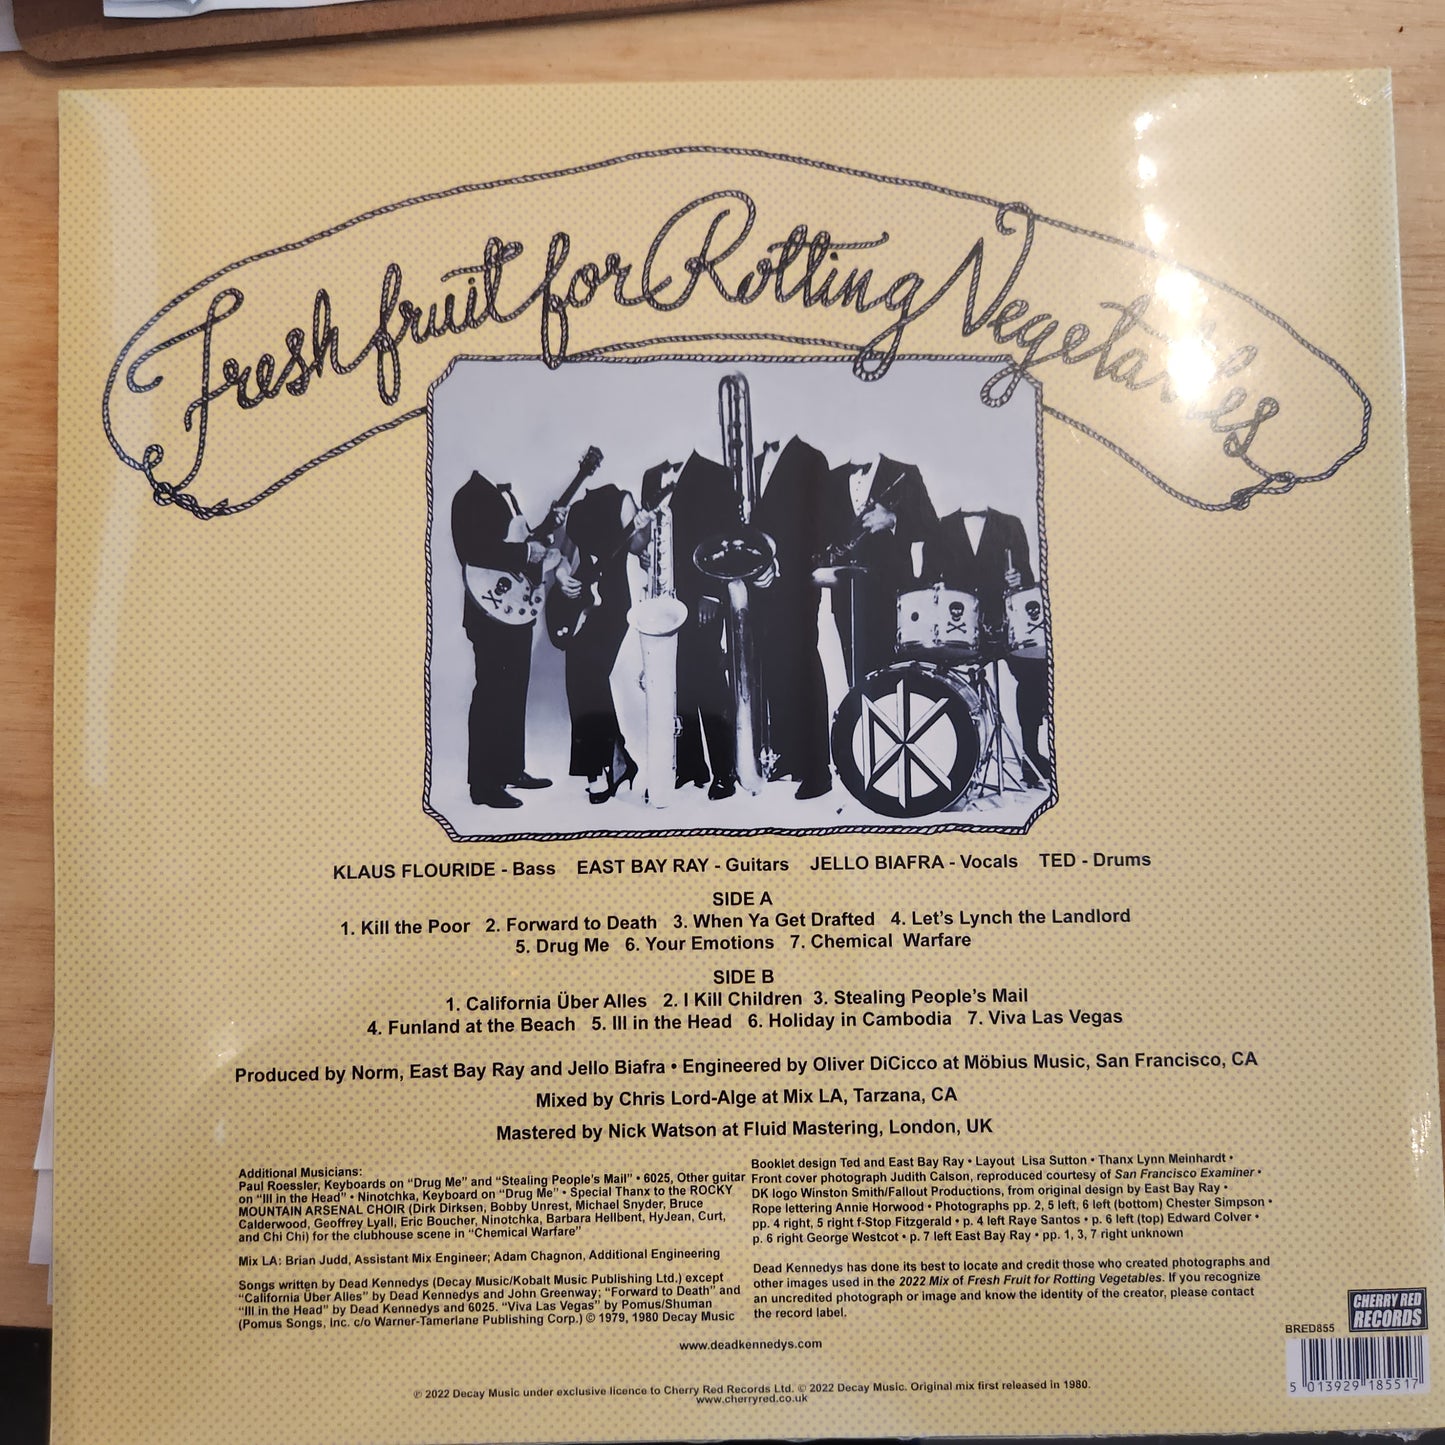 Fresh fruit for Rotting Vegetables
KLAUS FLOURIDE - Bass EAST BAY RAY - Guitars JELLO BIAFRA - Vocals TED - Drums
SIDE A
1. Kill the Poor 2. Forward to Death 3. When Ya Get Drafted 4. Let's Lynch the Landlord
5. Drug Me 6. Your Emotions 7. Chemical Warfare
SIDE B
1. California Über Alles 2. I Kill Children 3. Stealing People's Mail
4. Funland at the Beach 5. Ill in the Head 6. Holiday in Cambodia 7. Viva Las Vegas
Produced by Norm, East Bay Ray and Jello Biafra • Engineered by Oliver DiCicco at Möbius Music, San Francisco, CA
Mixed by Chris Lord-Alge at Mix LA, Tarzana, CA
Mastered by Nick Watson at Fluid Mastering, London, UK
Additional Musicians:
Paul Roessler, Keyboards on "Drug Me" and "Stealing People's Mail" • 6025, Other guitar
on "Ill in the Head" • Ninotchka, Keyboard on "Drug Me" • Special Thanx to the ROCKY
MOUNTAIN ARSENAL CHOIR (Dirk Dirksen, Bobby Unrest, Michael Snyder, Bruce
Calderwood, Geoffrey Lyall, Eric Boucher, Ninotchka, Barbara Hellbent, HyJean, Curt,
and Chi Chi) for the clubhouse scene in "Chemical Warfare"
Mix LA: Brian Judd, Assistant Mix Engineer; Adam Chagnon, Additional Engineering
Songs written by Dead Kennedys (Decay Music/Kobalt Music Publishing Ltd.) except
"California Über Alles" by Dead Kennedys and John Greenway; "Forward to Death" and
"Ill in the Head" by Dead Kennedys and 6025. "Viva Las Vegas" by Pomus/Shuman
(Pomus Songs, Inc. c/o Warner-Tamerlane Publishing Corp.) © 1979, 1980 Decay Music
Booklet design Ted and East Bay Ray • Layout Lisa Sutton • Thanx Lynn Meinhardt •
Front cover photograph Judith Calson, reproduced courtesy of San Francisco Examiner •
DK logo Winston Smith/Fallout Productions, from original design by East Bay Ray •
Rope lettering Annie Horwood • Photographs pp. 2, 5 left, 6 left (bottom) Chester Simpson •
pp. 4 right, 5 right f-Stop Fitzgerald • p. 4 left Raye Santos • p. 6 left (top) Edward Colver •
p. 6 right George Westcot • p. 7 left East Bay Ray • pp. 1, 3, 7 right unknown
Dead Kennedys has done its best to locate and credit those who created photographs and
other images used in the 2022 Mix of Fresh Fruit for Rotting Vegetables. If you recognize
an uncredited photograph or image and know the identity of the creator, please contact
the record label.
www.deadkennedys.com
℗ 2022 Decay Music under exclusive licence to Cherry Red Records Ltd. © 2022 Decay Music. Original mix first released in 1980.
www.cherryred.co.uk
CHERRY RED
RECORDS
BRED855
5 013929 185517